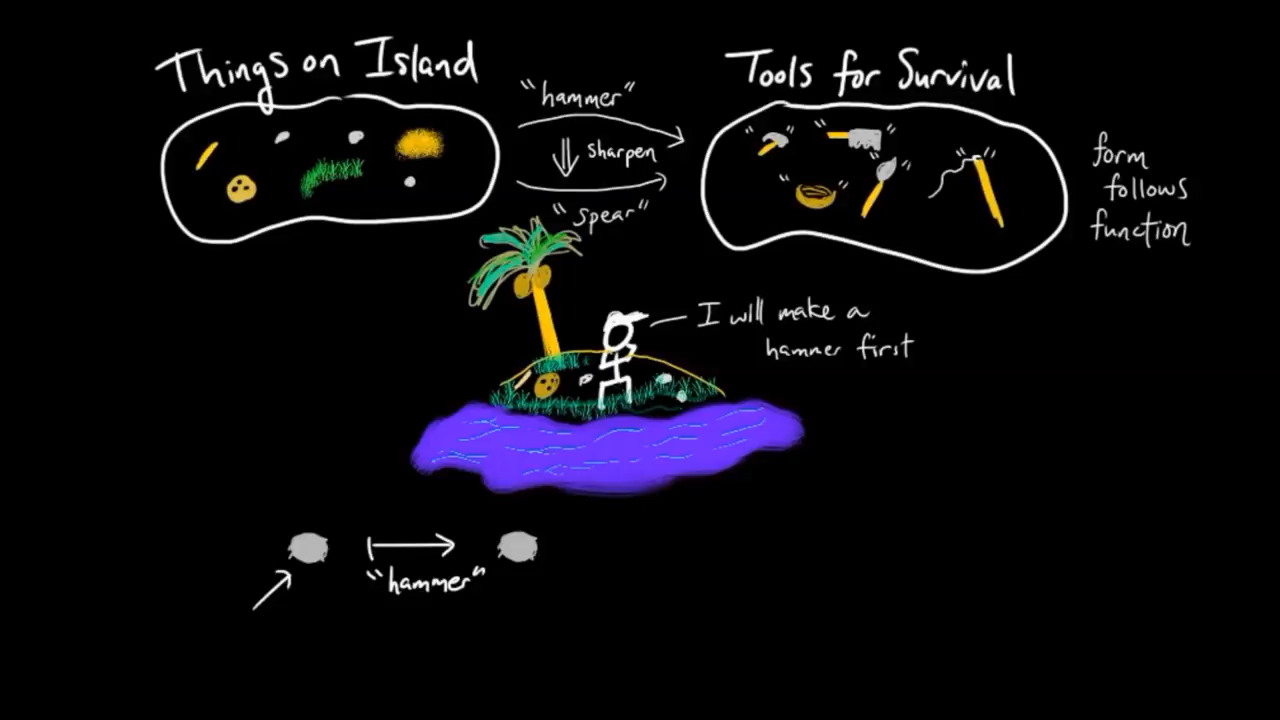 Things on Island
"hammer"
sharpen
"spear"
Tools for Survival
form
follows
function
I will make a
hammer first
"hammer"